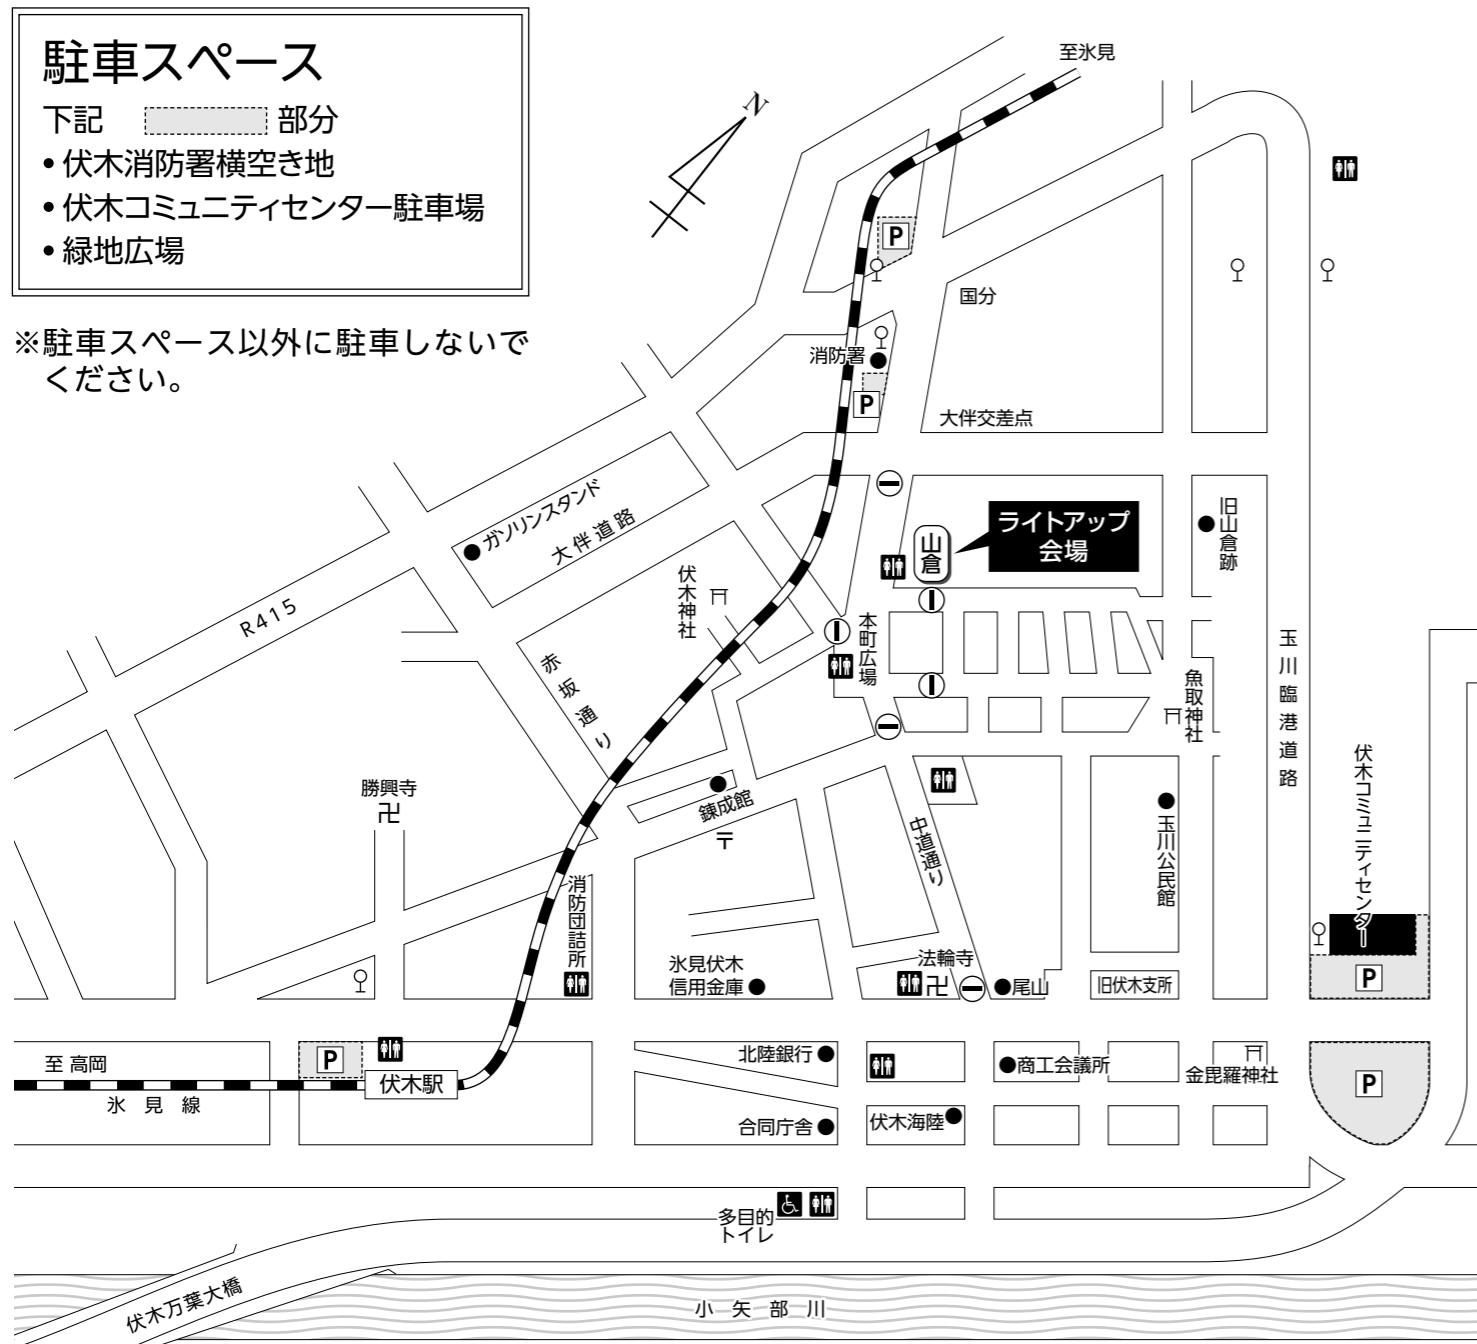 駐車スペース
下記 部分
• 伏木消防署横空き地
• 伏木コミュニティセンター駐車場
• 緑地広場
※駐車スペース以外に駐車しないで
ください。
N
至氷見
P
国分
消防署
P
大伴交差点
ガソリンスタンド
大伴道路
R415
山倉
ライトアップ
会場
旧山倉跡
伏木神社
本町広場
赤坂通り
魚取神社
玉川臨港道路
伏木コミュニティセンター
勝興寺
卍
錬成館
〒
中道通り
玉川公民館
消防団詰所
氷見伏木
信用金庫
法輪寺
卍
尾山
旧伏木支所
P
至 高岡
P
伏木駅
氷見線
北陸銀行
商工会議所
金毘羅神社
P
合同庁舎
伏木海陸
多目的
トイレ
伏木万葉大橋
小矢部川